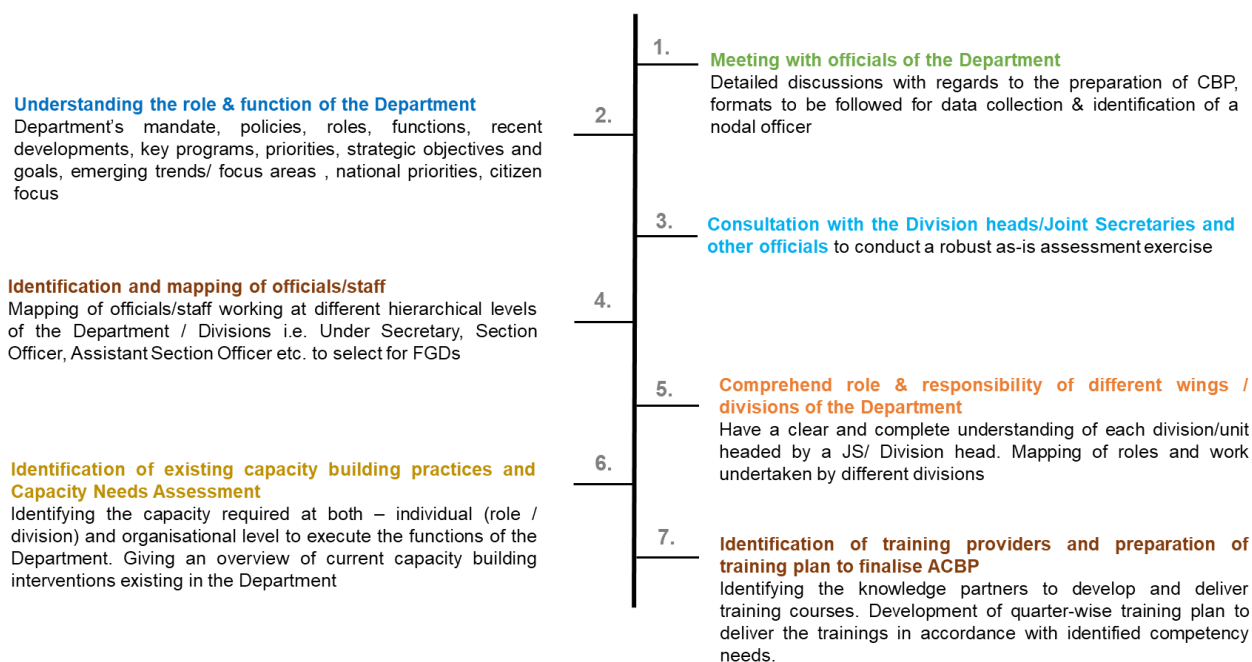 1.
Meeting with officials of the Department
Detailed discussions with regards to the preparation of CBP,
formats to be followed for data collection & identification of a
nodal officer
2.
Understanding the role & function of the Department
Department's mandate, policies, roles, functions, recent
developments, key programs, priorities, strategic objectives and
goals, emerging trends/ focus areas , national priorities, citizen
focus
3.
Consultation with the Division heads/Joint Secretaries and
other officials to conduct a robust as-is assessment exercise
4.
Identification and mapping of officials/staff
Mapping of officials/staff working at different hierarchical levels
of the Department / Divisions i.e. Under Secretary, Section
Officer, Assistant Section Officer etc. to select for FGDs
5.
Comprehend role & responsibility of different wings /
divisions of the Department
Have a clear and complete understanding of each division/unit
headed by a JS/ Division head. Mapping of roles and work
undertaken by different divisions
6.
Identification of existing capacity building practices and
Capacity Needs Assessment
Identifying the capacity required at both – individual (role /
division) and organisational level to execute the functions of the
Department. Giving an overview of current capacity building
interventions existing in the Department
7.
Identification of training providers and preparation of
training plan to finalise ACBP
Identifying the knowledge partners to develop and deliver
training courses. Development of quarter-wise training plan to
deliver the trainings in accordance with identified competency
needs.